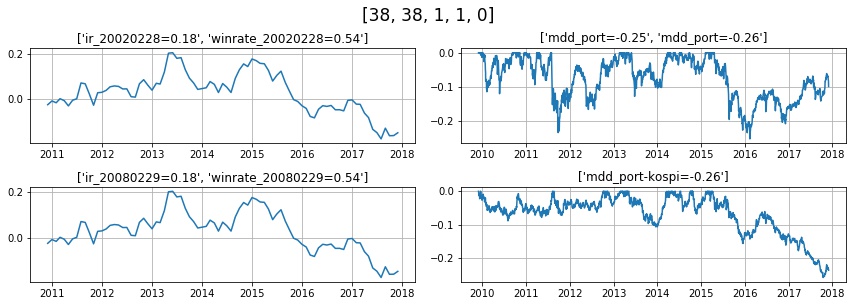 [38, 38, 1, 1, 0]
['ir_20020228=0.18', 'winrate_20020228=0.54']
0.2
0.0
2011 2012 2013 2014 2015 2016 2017 2018
['mdd_port=-0.25', 'mdd_port=-0.26']
0.0
−0.1
−0.2
2010 2011 2012 2013 2014 2015 2016 2017 2018
['ir_20080229=0.18', 'winrate_20080229=0.54']
0.2
0.0
2011 2012 2013 2014 2015 2016 2017 2018
['mdd_port-kospi=-0.26']
0.0
−0.1
−0.2
2010 2011 2012 2013 2014 2015 2016 2017 2018